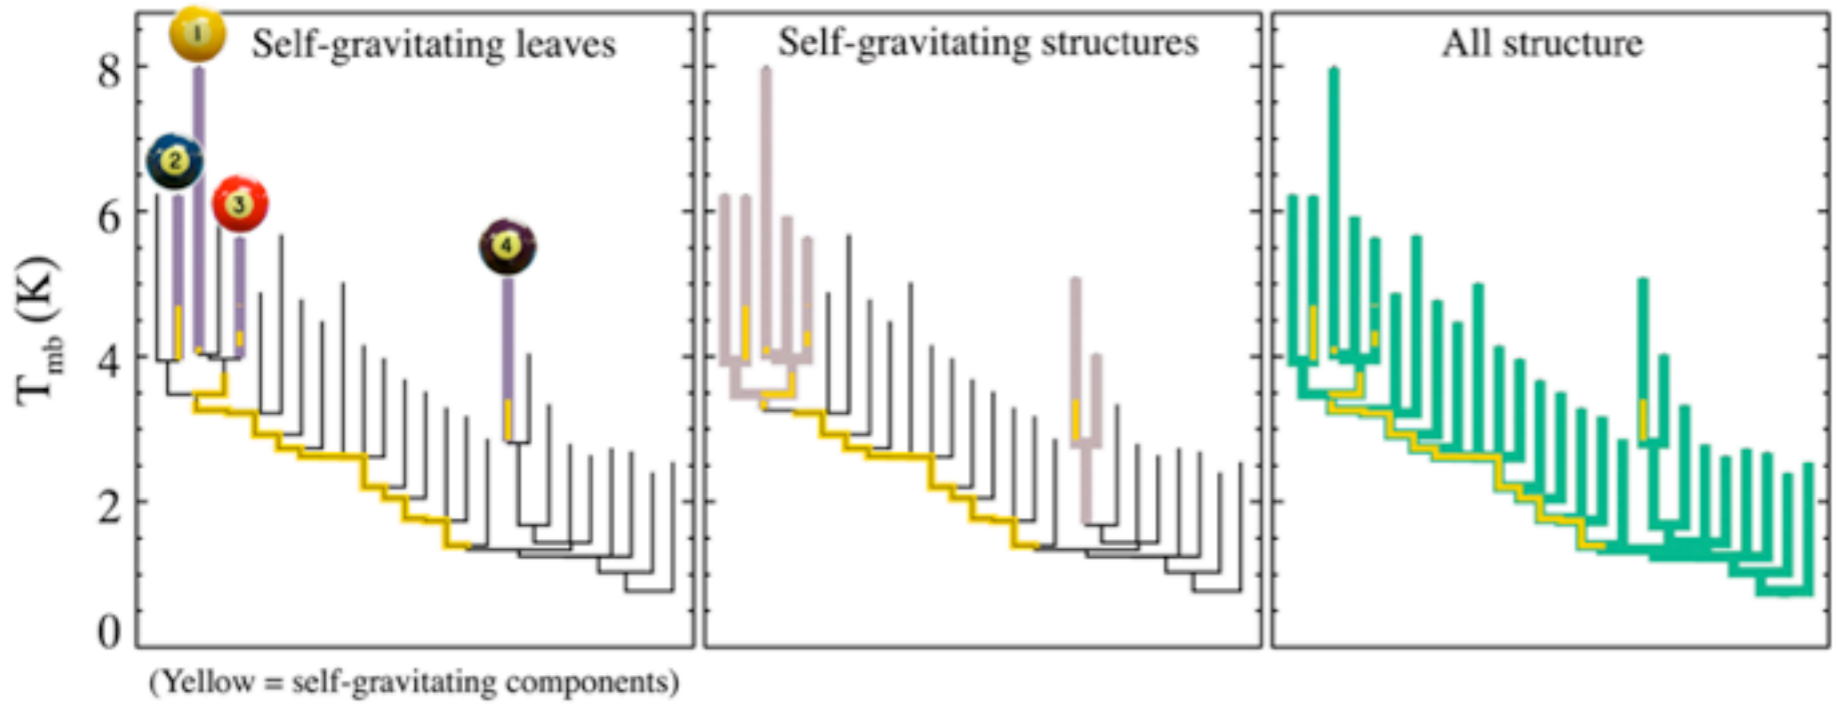 Self-gravitating leaves
Self-gravitating structures
All structure
1
2
3
4
8
6
4
2
0
Tmb (K)
(Yellow = self-gravitating components)